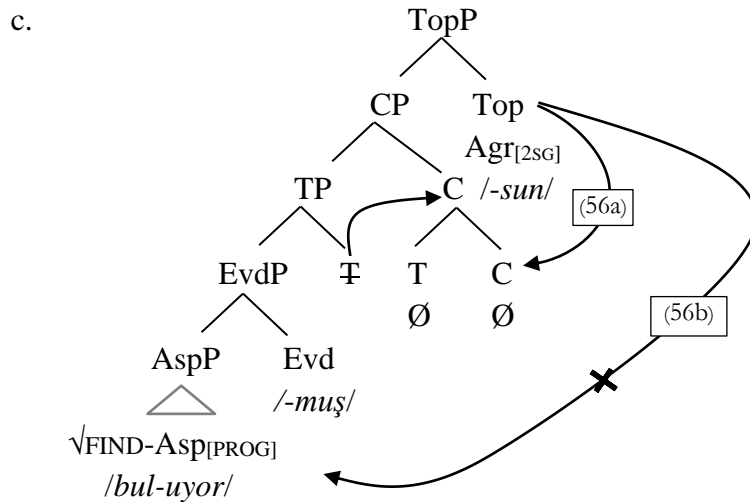 c.
TopP
CP Top
Agr[2SG]
TP C /-sun/
(56a)
EvdP T T C
Ø Ø
(56b)
AspP Evd
/-muş/
√FIND-Asp[PROG]
/bul-uyor/